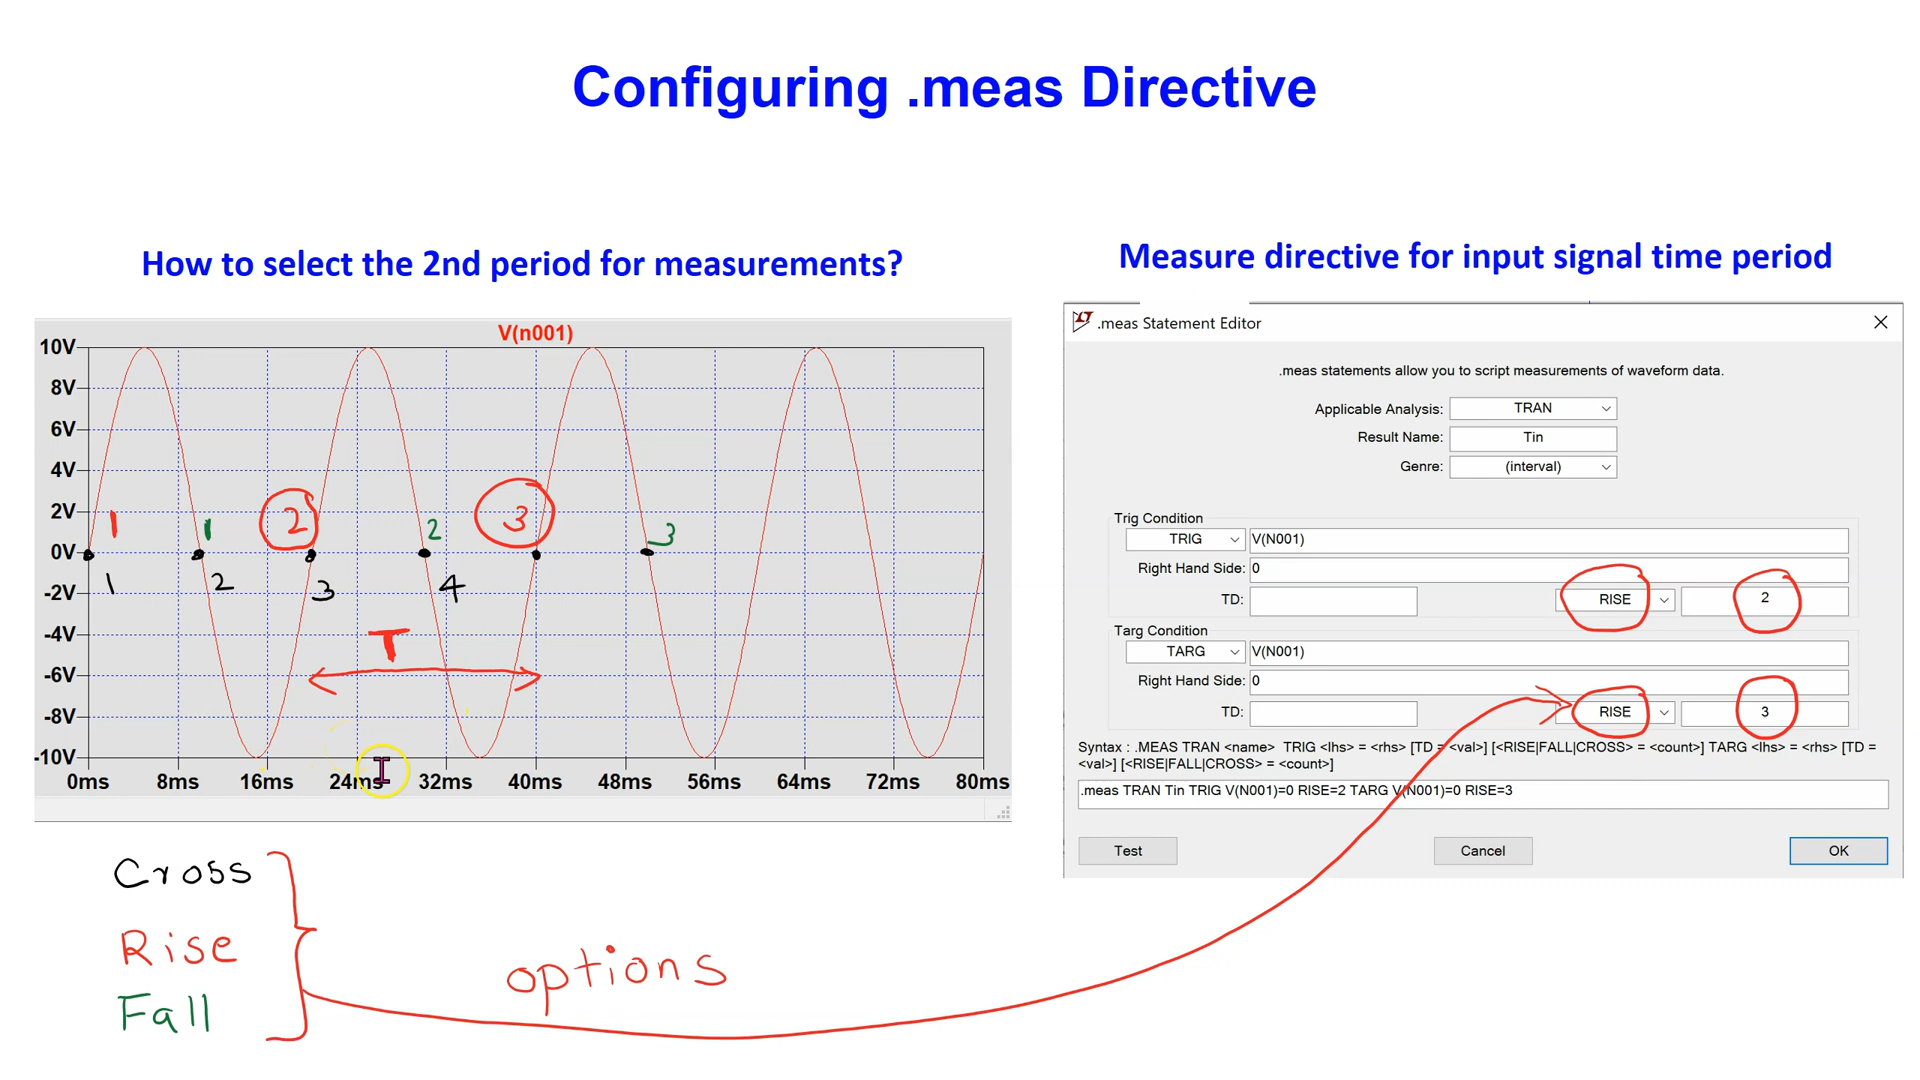 Configuring .meas Directive
How to select the 2nd period for measurements?
V(n001)
10V
8V
6V
4V
2V
0V
-2V
-4V
-6V
-8V
-10V
0ms 8ms 16ms 24ms 32ms 40ms 48ms 56ms 64ms 72ms 80ms
1 1 2 2 3 3
1 2 3 4
T
Cross
Rise
Fall
options
Measure directive for input signal time period
.meas Statement Editor
.meas statements allow you to script measurements of waveform data.
Applicable Analysis: TRAN
Result Name: Tin
Genre: (interval)
Trig Condition
TRIG V(N001)
Right Hand Side: 0
TD: RISE 2
Targ Condition
TARG V(N001)
Right Hand Side: 0
TD: RISE 3
Syntax : .MEAS TRAN <name> TRIG <lhs> = <rhs> [TD = <val>] [<RISE|FALL|CROSS> = <count>] TARG <lhs> = <rhs> [TD =
<val>] [<RISE|FALL|CROSS> = <count>]
.meas TRAN Tin TRIG V(N001)=0 RISE=2 TARG V(N001)=0 RISE=3
Test Cancel OK